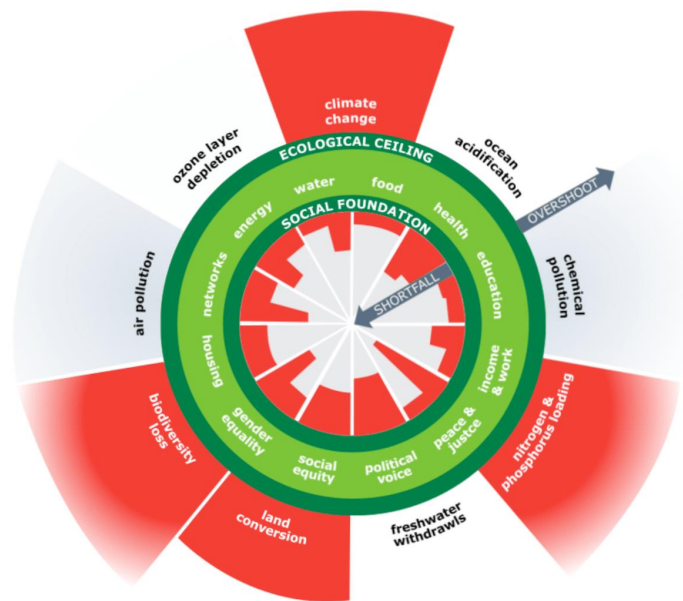 climate
change
ozone layer
depletion
ocean
acidification
ECOLOGICAL CEILING
OVERSHOOT
water
food
energy
health
SOCIAL FOUNDATION
networks
education
SHORTFALL
air pollution
chemical
pollution
housing
income
& work
gender
equality
peace &
justce
social
equity
political
voice
biodiversity
loss
nitrogen &
phosphorus loading
land
conversion
freshwater
withdrawls